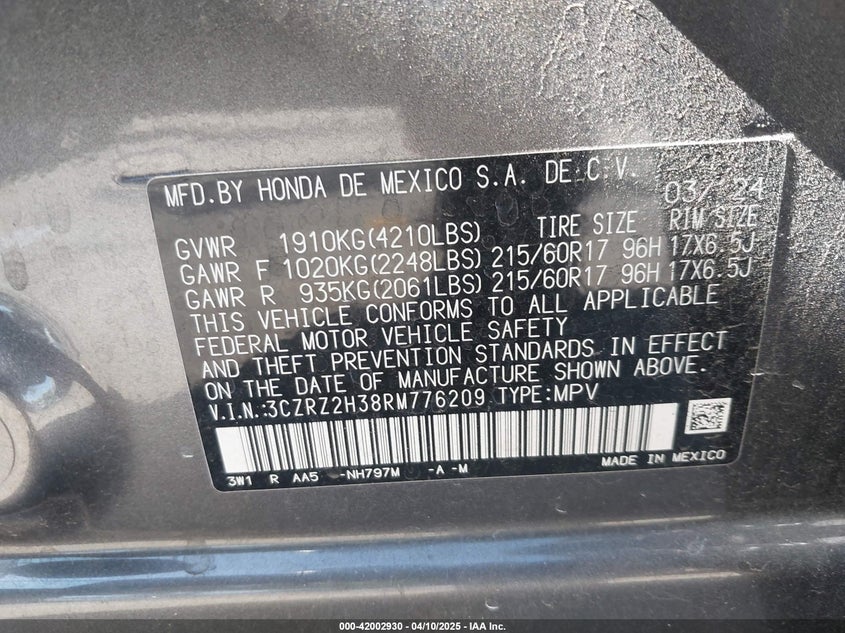 MFD.BY HONDA DE MEXICO S.A. DE C.V. 03/ 24
TIRE SIZE RIM SIZE
GVWR 1910KG(4210LBS)
GAWR F 1020KG(2248LBS) 215/60R17 96H 17X6.5J
GAWR R 935KG(2061LBS) 215/60R17 96H 17X6.5J
THIS VEHICLE CONFORMS TO ALL APPLICABLE
FEDERAL MOTOR VEHICLE SAFETY
AND THEFT PREVENTION STANDARDS IN EFFECT
ON THE DATE OF MANUFACTURE SHOWN ABOVE.
V.I.N.:3CZRZ2H38RM776209 TYPE:MPV
3W1 R AA5 -NH797M -A -M MADE IN MEXICO
000-42002930 - 04/10/2025 - IAA Inc.